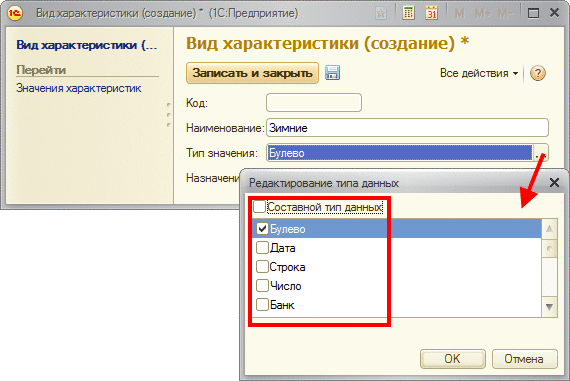 Вид характеристики (создание) * (1С:Предприятие)
M M+ M-
Вид характеристики (...
Перейти
Значения характеристик
Вид характеристики (создание) *
Записать и закрыть
Все действия
Код:
Наименование: Зимние
Тип значения: Булево ...
Назначени
Редактирование типа данных
Составной тип данных
Булево
Дата
Строка
Число
Банк
OK Отмена